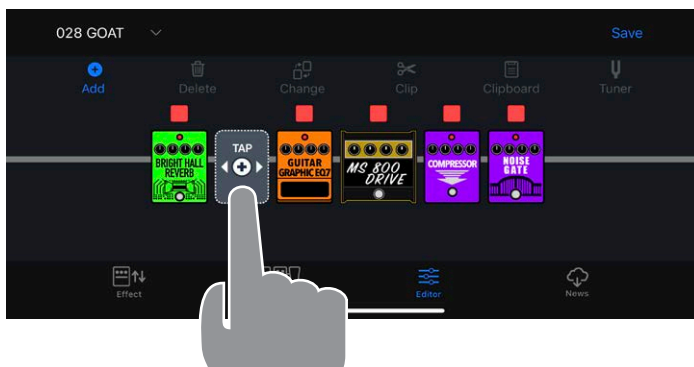 028 GOAT
Save
Add
Delete
Change
Clip
Clipboard
Tuner
BRIGHT HALL
REVERB
TAP
GUITAR
GRAPHIC EQ7
MS 800
DRIVE
COMPRESSOR
NOISE
GATE
Effect
Editor
News